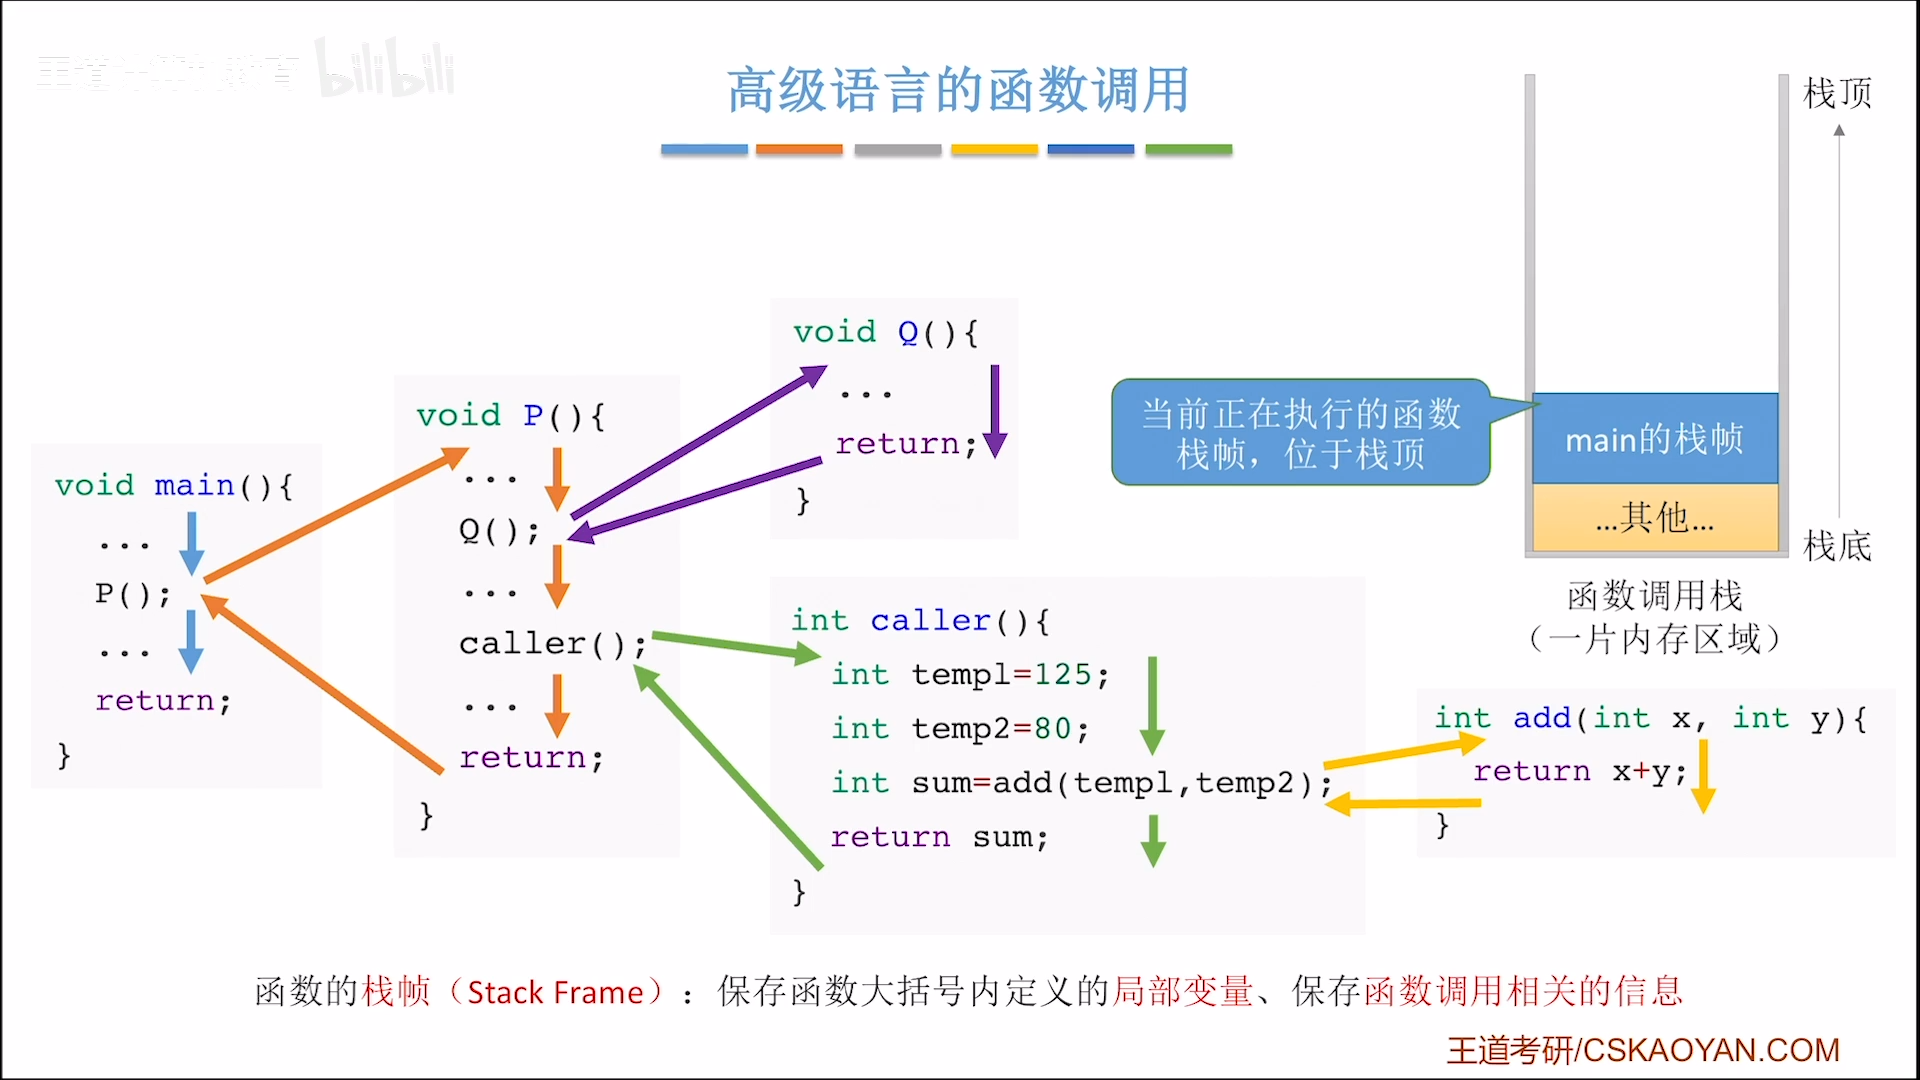 王道计算机教育 bilibili
高级语言的函数调用
栈顶
void main(){
...
P();
...
return;
}
void P(){
...
Q();
...
caller();
...
return;
}
void Q(){
...
return;
}
int caller(){
int temp1=125;
int temp2=80;
int sum=add(temp1,temp2);
return sum;
}
int add(int x, int y){
return x+y;
}
当前正在执行的函数
栈帧，位于栈顶
main的栈帧
...其他...
栈底
函数调用栈
（一片内存区域）
函数的栈帧（Stack Frame）：保存函数大括号内定义的局部变量、保存函数调用相关的信息
王道考研/CSKAOYAN.COM